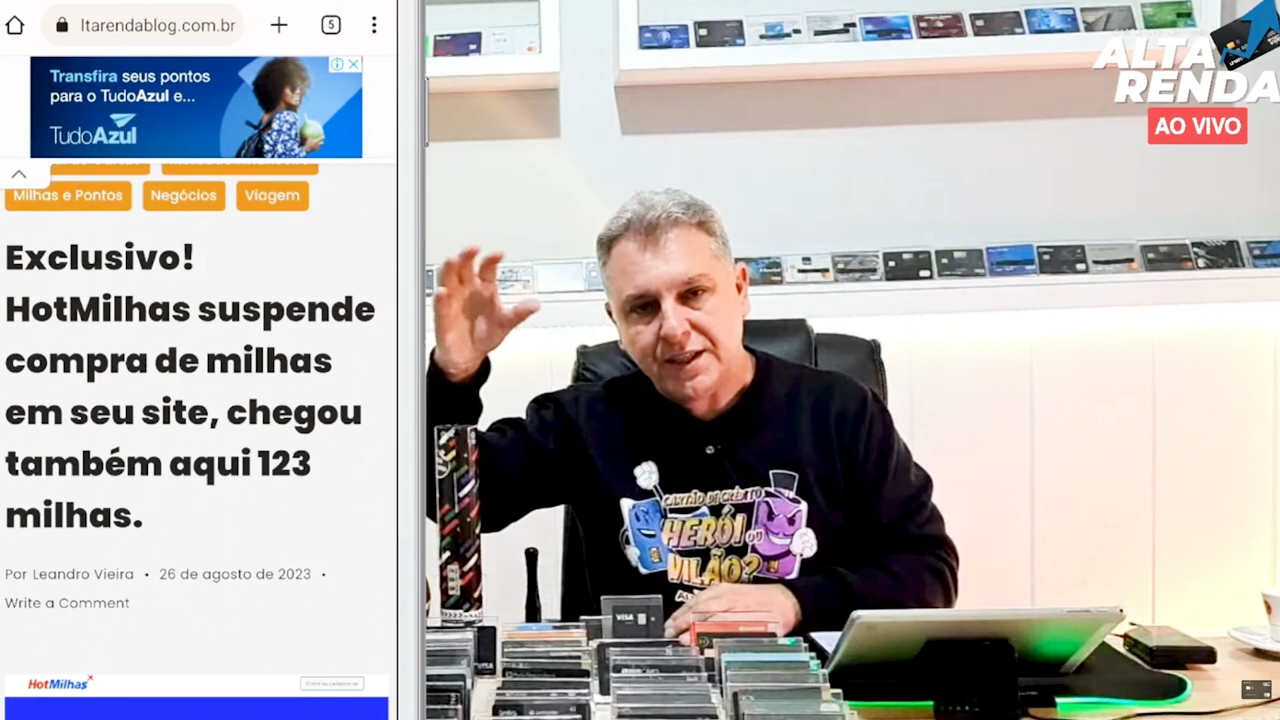 ltarendablog.com.br
5
Transfira seus pontos
para o TudoAzul e...
TudoAzul
Milhas e Pontos
Negócios
Viagem
Exclusivo!
HotMilhas suspende
compra de milhas
em seu site, chegou
também aqui 123
milhas.
Por Leandro Vieira • 26 de agosto de 2023 •
Write a Comment
HotMilhas
ALTA
RENDA
AO VIVO
CARTÃO DE CRÉDITO
HERÓI OU
VILÃO?
VISA